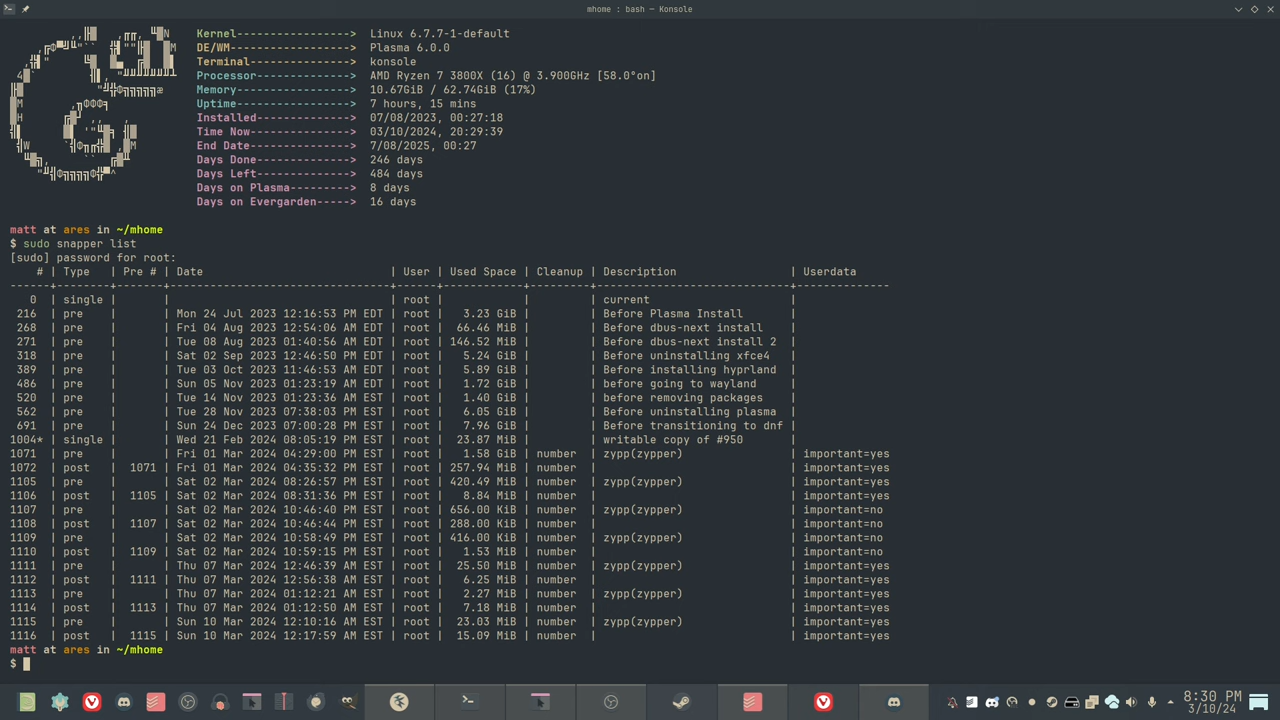 mhome : bash — Konsole
Kernel-----------------> Linux 6.7.7-1-default
DE/WM------------------> Plasma 6.0.0
Terminal---------------> konsole
Processor--------------> AMD Ryzen 7 3800X (16) @ 3.900GHz [58.0°on]
Memory-----------------> 10.67GiB / 62.74GiB (17%)
Uptime-----------------> 7 hours, 15 mins
Installed--------------> 07/08/2023, 00:27:18
Time Now---------------> 03/10/2024, 20:29:39
End Date---------------> 7/08/2025, 00:27
Days Done--------------> 246 days
Days Left--------------> 484 days
Days on Plasma---------> 8 days
Days on Evergarden-----> 16 days
matt at ares in ~/mhome
$ sudo snapper list
[sudo] password for root:
# | Type | Pre # | Date | User | Used Space | Cleanup | Description | Userdata
------+--------+-------+---------------------------------+------+------------+---------+-----------------------------+--------------
0 | single | | | root | | | current |
216 | pre | | Mon 24 Jul 2023 12:16:53 PM EDT | root | 3.23 GiB | | Before Plasma Install |
268 | pre | | Fri 04 Aug 2023 12:54:06 AM EDT | root | 66.46 MiB | | Before dbus-next install |
271 | pre | | Tue 08 Aug 2023 01:40:56 AM EDT | root | 146.52 MiB | | Before dbus-next install 2 |
318 | pre | | Sat 02 Sep 2023 12:46:50 PM EDT | root | 5.24 GiB | | Before uninstalling xfce4 |
389 | pre | | Tue 03 Oct 2023 11:46:53 AM EDT | root | 5.89 GiB | | Before installing hyprland |
486 | pre | | Sun 05 Nov 2023 01:23:19 AM EDT | root | 1.72 GiB | | before going to wayland |
520 | pre | | Tue 14 Nov 2023 01:23:36 AM EST | root | 1.40 GiB | | before removing packages |
562 | pre | | Tue 28 Nov 2023 07:38:03 PM EST | root | 6.05 GiB | | Before uninstalling plasma |
691 | pre | | Sun 24 Dec 2023 07:00:28 PM EST | root | 7.96 GiB | | Before transitioning to dnf |
1004* | single | | Wed 21 Feb 2024 08:05:19 PM EST | root | 23.87 MiB | | writable copy of #950 |
1071 | pre | | Fri 01 Mar 2024 04:29:00 PM EST | root | 1.58 GiB | number | zypp(zypper) | important=yes
1072 | post | 1071 | Fri 01 Mar 2024 04:35:32 PM EST | root | 257.94 MiB | number | | important=yes
1105 | pre | | Sat 02 Mar 2024 08:26:57 PM EST | root | 420.49 MiB | number | zypp(zypper) | important=yes
1106 | post | 1105 | Sat 02 Mar 2024 08:31:36 PM EST | root | 8.84 MiB | number | | important=yes
1107 | pre | | Sat 02 Mar 2024 10:46:40 PM EST | root | 656.00 KiB | number | zypp(zypper) | important=no
1108 | post | 1107 | Sat 02 Mar 2024 10:46:44 PM EST | root | 288.00 KiB | number | | important=no
1109 | pre | | Sat 02 Mar 2024 10:58:49 PM EST | root | 416.00 KiB | number | zypp(zypper) | important=no
1110 | post | 1109 | Sat 02 Mar 2024 10:59:15 PM EST | root | 1.53 MiB | number | | important=no
1111 | pre | | Thu 07 Mar 2024 12:46:39 AM EST | root | 25.50 MiB | number | zypp(zypper) | important=yes
1112 | post | 1111 | Thu 07 Mar 2024 12:56:38 AM EST | root | 6.25 MiB | number | | important=yes
1113 | pre | | Thu 07 Mar 2024 01:12:21 AM EST | root | 2.27 MiB | number | zypp(zypper) | important=yes
1114 | post | 1113 | Thu 07 Mar 2024 01:12:50 AM EST | root | 7.18 MiB | number | | important=yes
1115 | pre | | Sun 10 Mar 2024 12:10:16 AM EST | root | 23.03 MiB | number | zypp(zypper) | important=yes
1116 | post | 1115 | Sun 10 Mar 2024 12:17:59 AM EST | root | 15.09 MiB | number | | important=yes
matt at ares in ~/mhome
$
8:30 PM
3/10/24